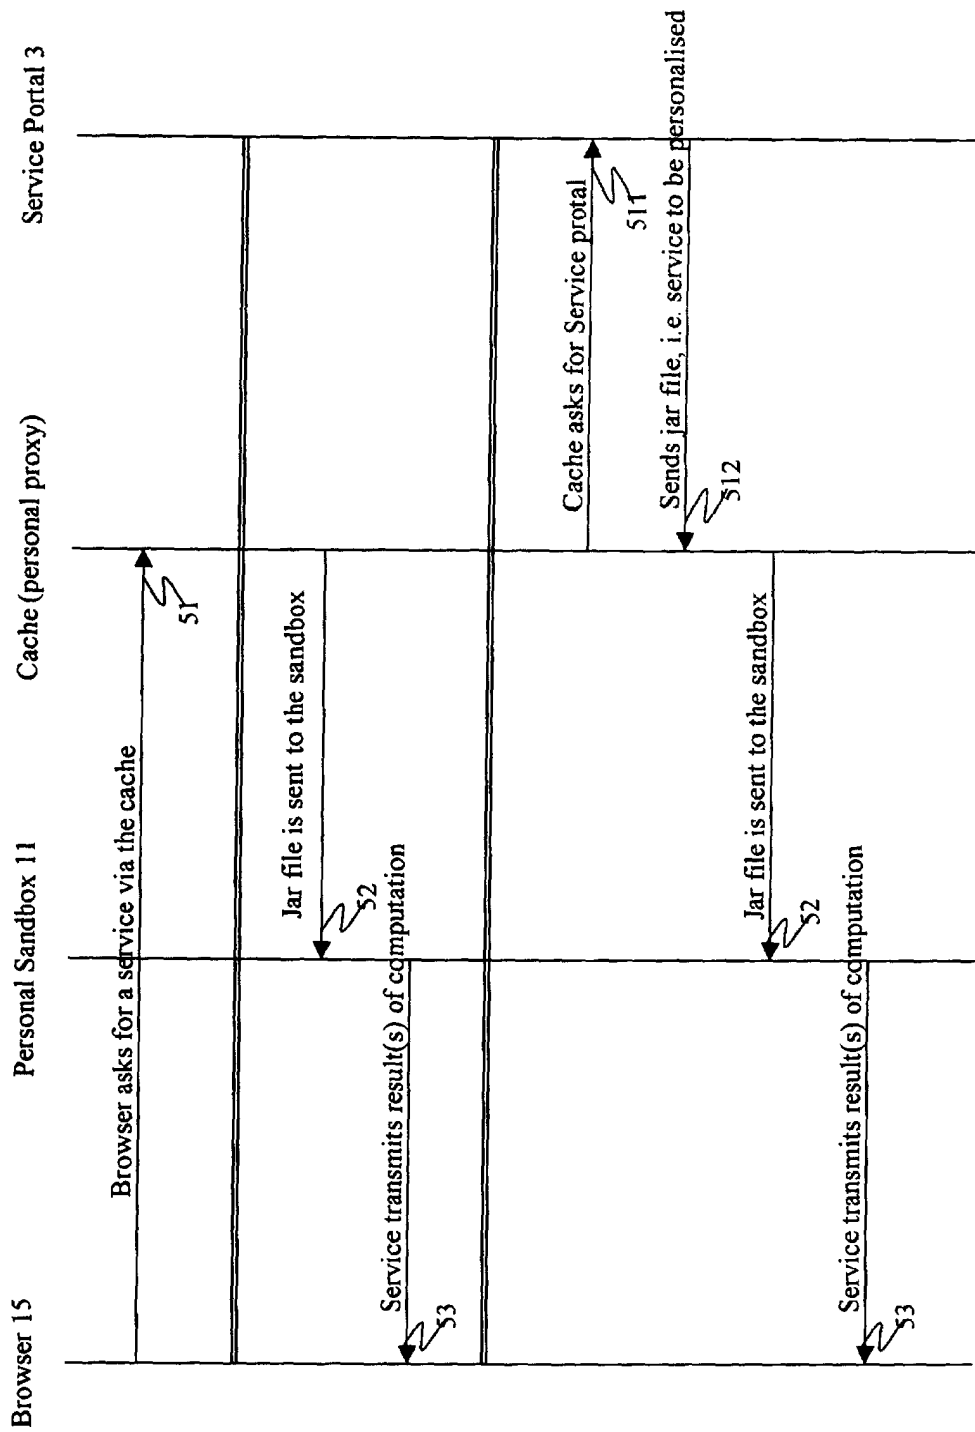 Browser 15
Personal Sandbox 11
Cache (personal proxy)
Service Portal 3
Browser asks for a service via the cache
51
Jar file is sent to the sandbox
52
Service transmits result(s) of computation
53
Cache asks for Service protal
511
Sends jar file, i.e. service to be personalised
512
Jar file is sent to the sandbox
52
Service transmits result(s) of computation
53